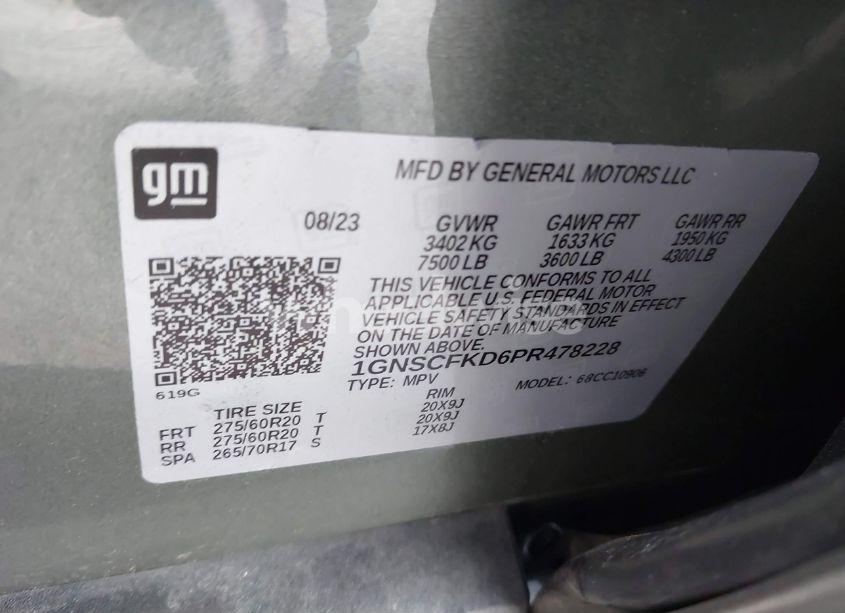 gm
MFD BY GENERAL MOTORS LLC
08/23 GVWR GAWR FRT GAWR RR
3402 KG 1633 KG 1950 KG
7500 LB 3600 LB 4300 LB
THIS VEHICLE CONFORMS TO ALL
APPLICABLE U.S. FEDERAL MOTOR
VEHICLE SAFETY STANDARDS IN EFFECT
ON THE DATE OF MANUFACTURE
SHOWN ABOVE.
1GNSCFKD6PR478228
TYPE: MPV MODEL: 68CC10906
619G
TIRE SIZE RIM
FRT 275/60R20 T 20X9J
RR 275/60R20 T 20X9J
SPA 265/70R17 S 17X8J